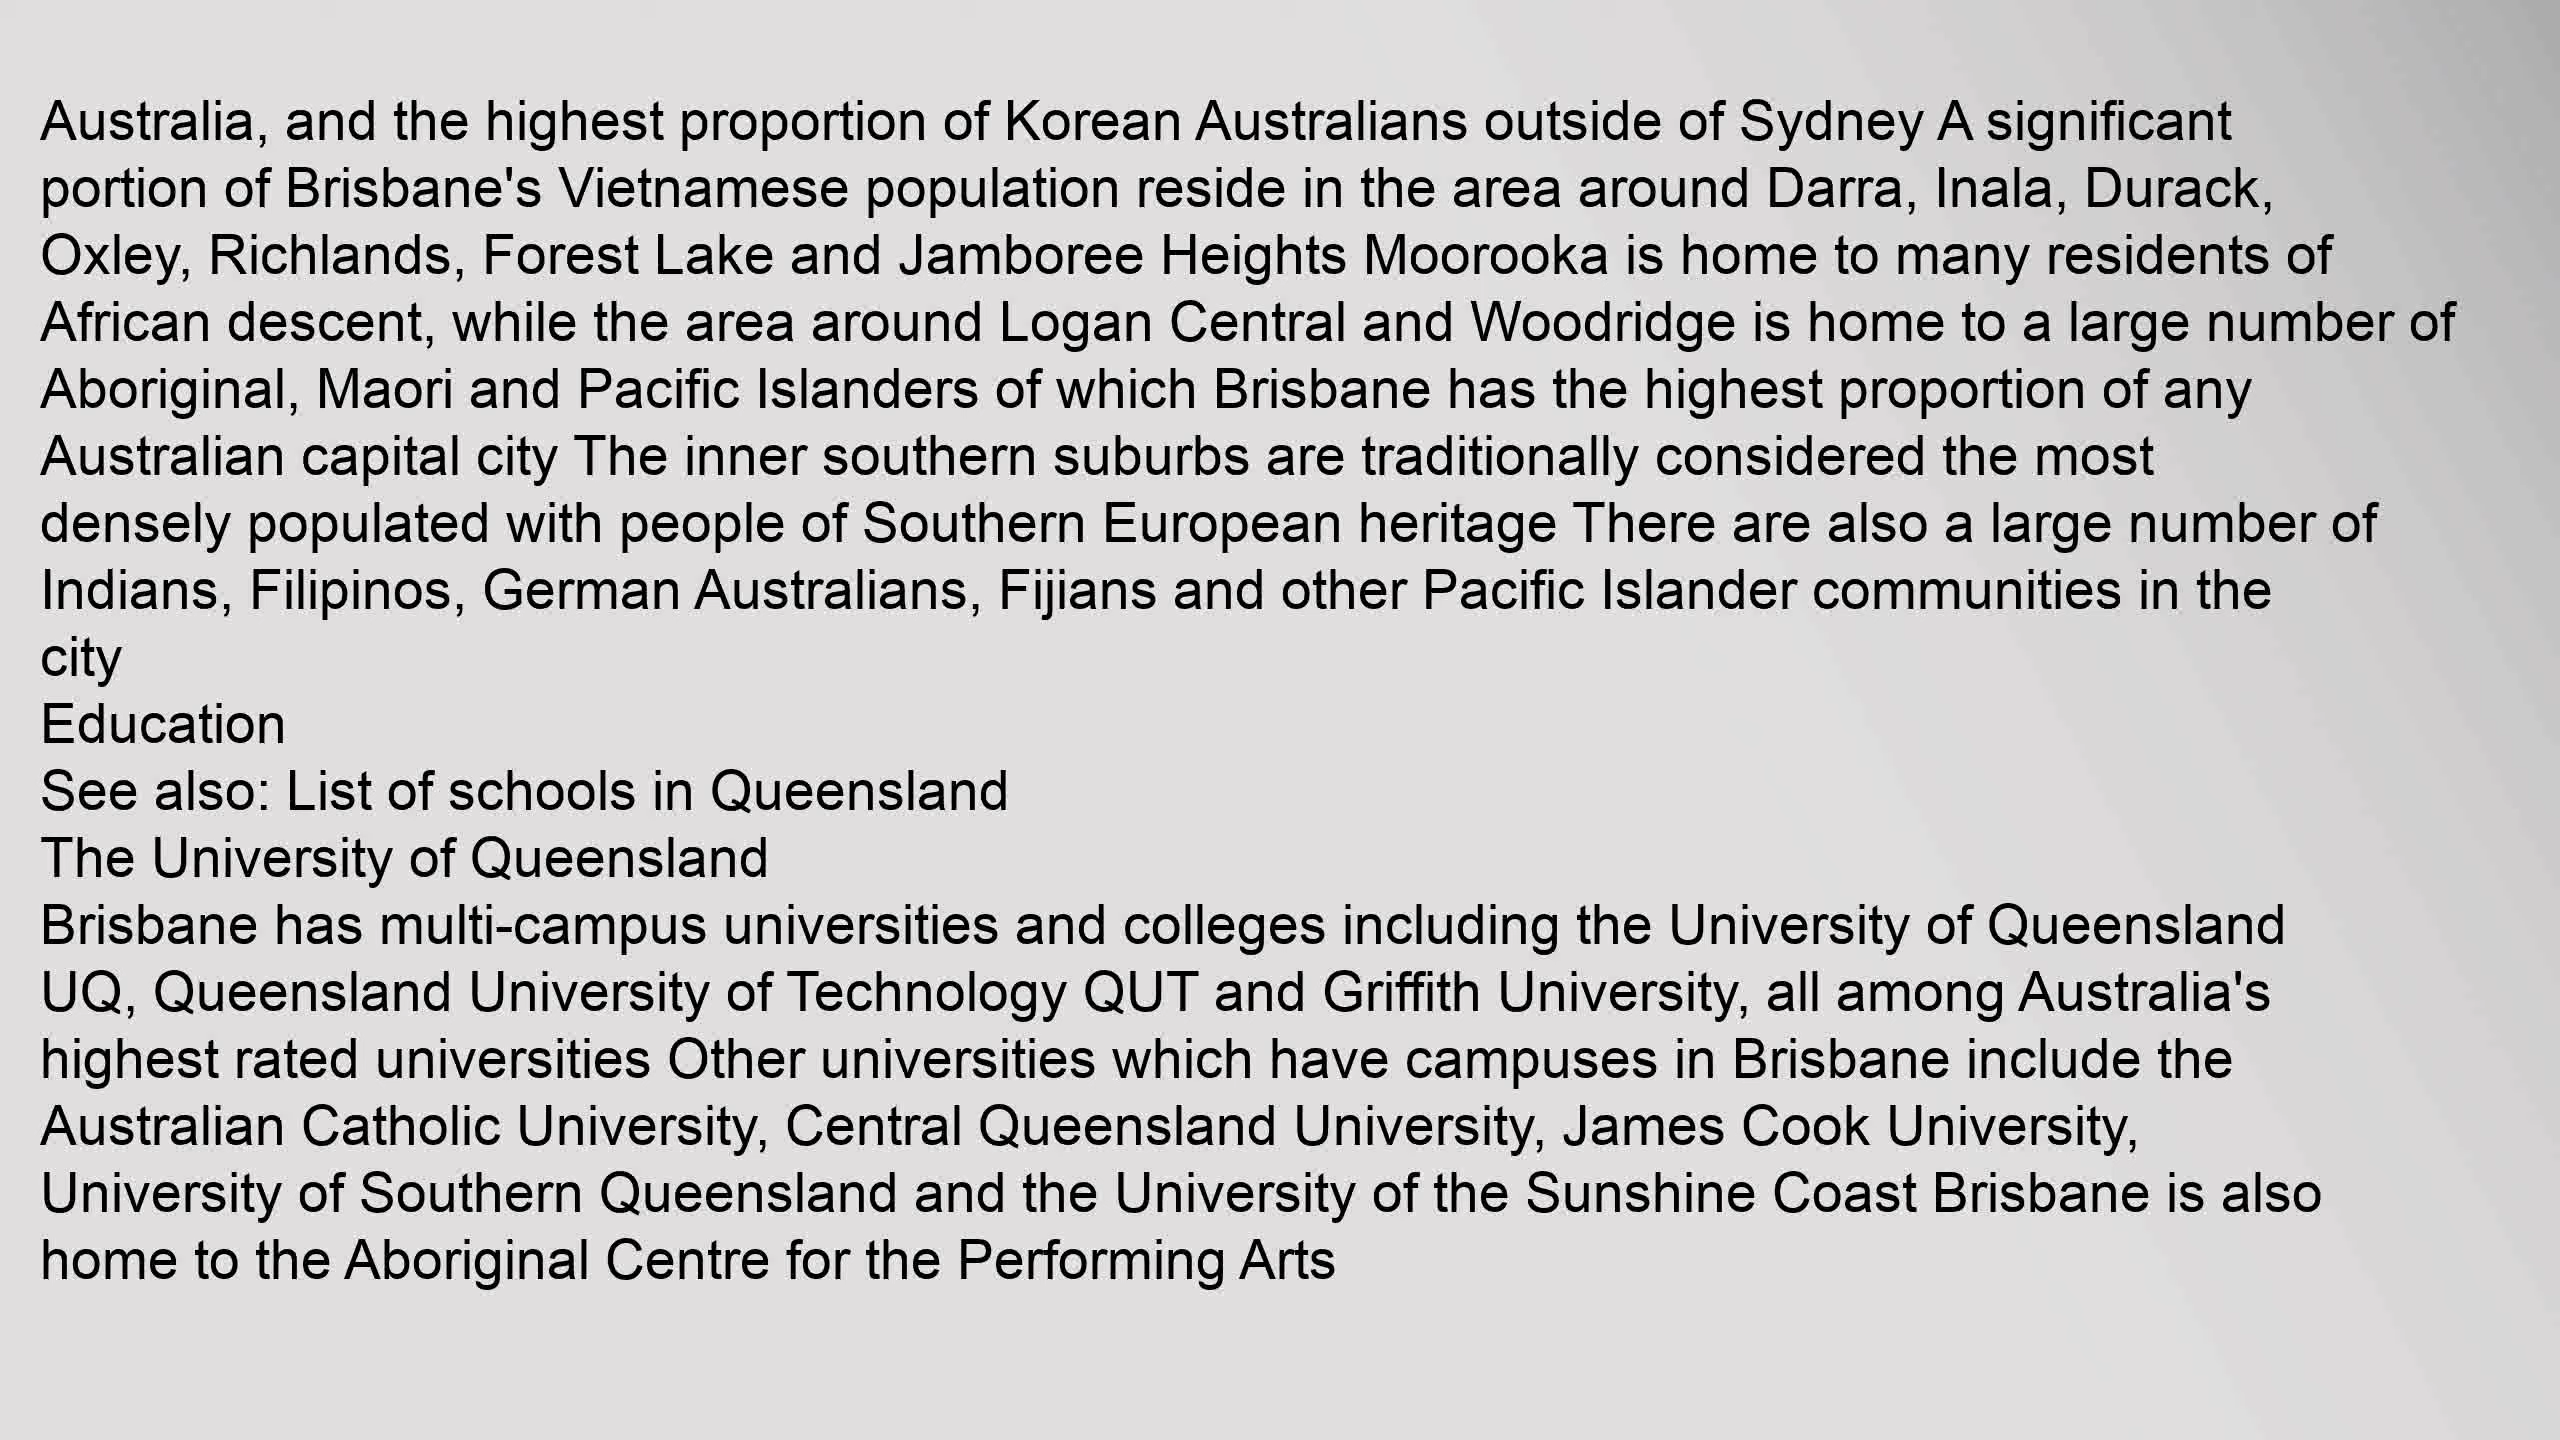 Australia, and the highest proportion of Korean Australians outside of Sydney A significant
portion of Brisbane's Vietnamese population reside in the area around Darra, Inala, Durack,
Oxley, Richlands, Forest Lake and Jamboree Heights Moorooka is home to many residents of
African descent, while the area around Logan Central and Woodridge is home to a large number of
Aboriginal, Maori and Pacific Islanders of which Brisbane has the highest proportion of any
Australian capital city The inner southern suburbs are traditionally considered the most
densely populated with people of Southern European heritage There are also a large number of
Indians, Filipinos, German Australians, Fijians and other Pacific Islander communities in the
city
Education
See also: List of schools in Queensland
The University of Queensland
Brisbane has multi-campus universities and colleges including the University of Queensland
UQ, Queensland University of Technology QUT and Griffith University, all among Australia's
highest rated universities Other universities which have campuses in Brisbane include the
Australian Catholic University, Central Queensland University, James Cook University,
University of Southern Queensland and the University of the Sunshine Coast Brisbane is also
home to the Aboriginal Centre for the Performing Arts